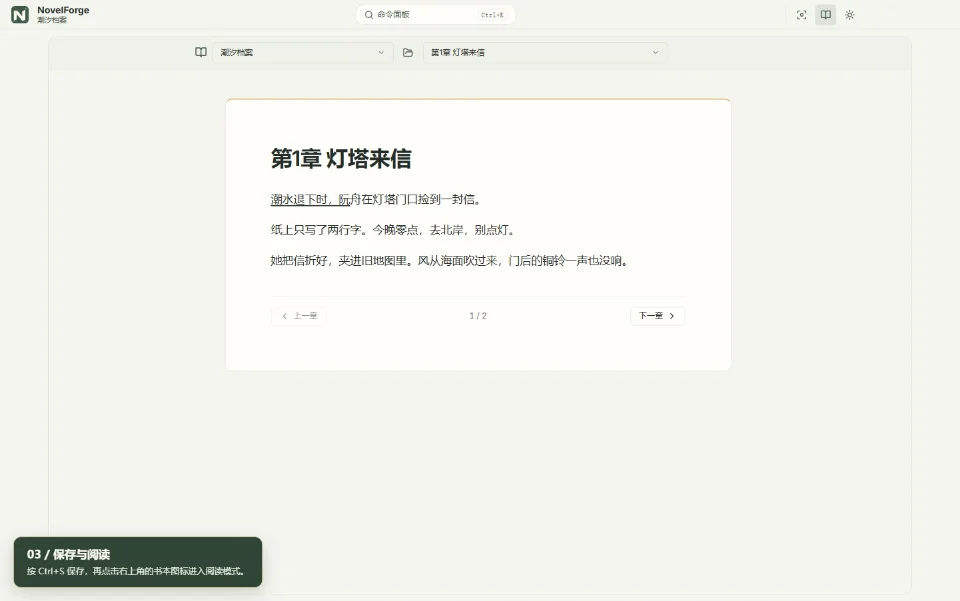 NovelForge
潮汐档案
命令面板
Ctrl+K
潮汐档案
第1章 灯塔来信
第1章 灯塔来信
潮水退下时，阮舟在灯塔门口捡到一封信。
纸上只写了两行字。今晚零点，去北岸，别点灯。
她把信折好，夹进旧地图里。风从海面吹过来，门后的铜铃一声也没响。
上一章
1 / 2
下一章
03 / 保存与阅读
按 Ctrl+S 保存，再点击右上角的书本图标进入阅读模式。